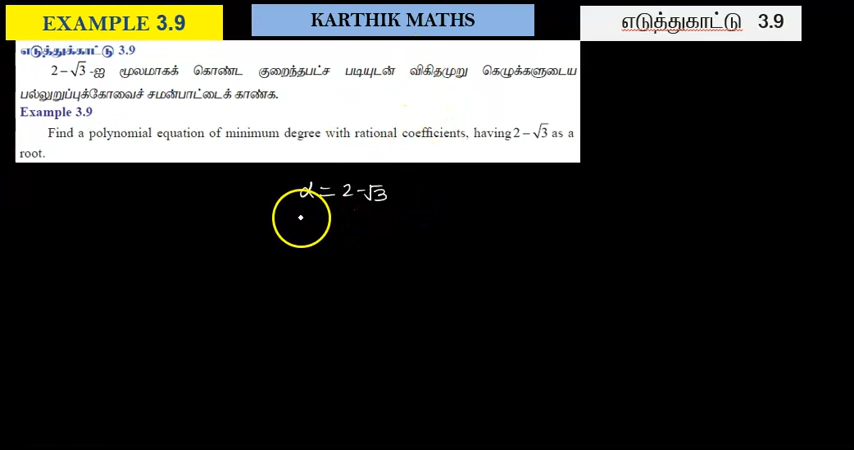 EXAMPLE 3.9
KARTHIK MATHS
எடுத்துகாட்டு 3.9
எடுத்துக்காட்டு 3.9
2−√3 -ஐ மூலமாகக் கொண்ட குறைந்தபட்ச படியுடன் விகிதமுறு கெழுக்களுடைய
பல்லுறுப்புக்கோவைச் சமன்பாட்டைக் காண்க.
Example 3.9
Find a polynomial equation of minimum degree with rational coefficients, having 2−√3 as a
root.
α = 2−√3